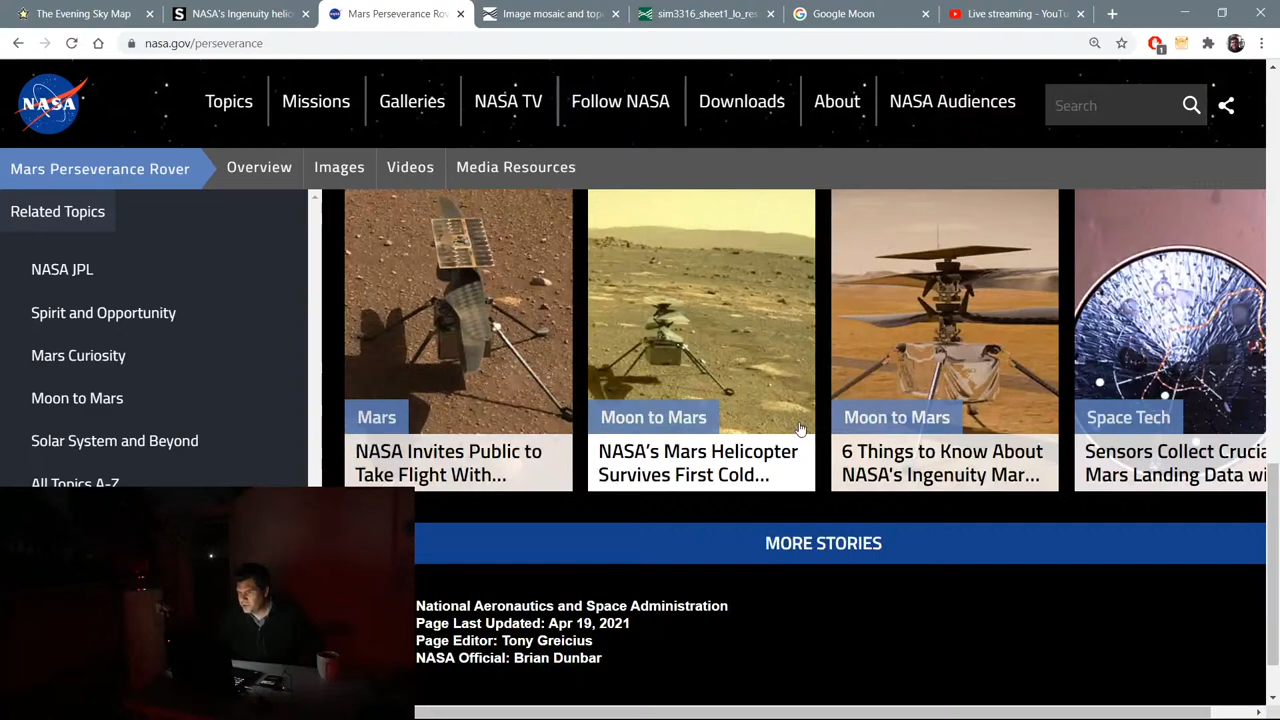 The Evening Sky Map
NASA's Ingenuity helic
Mars Perseverance Ro
Image mosaic and top
sim3316_sheet1_lo_re
Google Moon
Live streaming - YouTu
nasa.gov/perseverance
1
NASA
Topics
Missions
Galleries
NASA TV
Follow NASA
Downloads
About
NASA Audiences
Search
Mars Perseverance Rover
Overview
Images
Videos
Media Resources
Related Topics
NASA JPL
Spirit and Opportunity
Mars Curiosity
Moon to Mars
Solar System and Beyond
All Topics A-Z
Mars
NASA Invites Public to
Take Flight With...
Moon to Mars
NASA's Mars Helicopter
Survives First Cold...
Moon to Mars
6 Things to Know About
NASA's Ingenuity Mar...
Space Tech
Sensors Collect Crucia
Mars Landing Data wi
MORE STORIES
National Aeronautics and Space Administration
Page Last Updated: Apr 19, 2021
Page Editor: Tony Greicius
NASA Official: Brian Dunbar